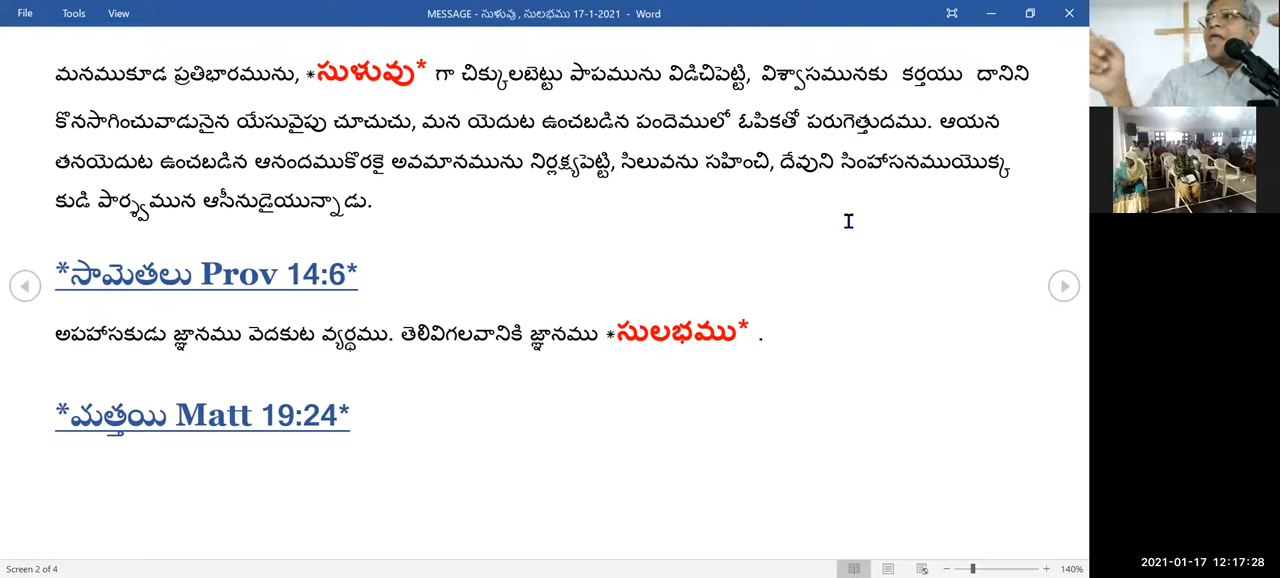 File Tools View MESSAGE - సుళువు , సులభము 17-1-2021 - Word
మనముకూడ ప్రతిభారమును, *సుళువు* గా చిక్కులబెట్టు పాపమును విడిచిపెట్టి, విశ్వాసమునకు కర్తయు దానిని
కొనసాగించువాడునైన యేసువైపు చూచుచు, మన యెదుట ఉంచబడిన పందెములో ఓపికతో పరుగెత్తుదము. ఆయన
తనయెదుట ఉంచబడిన ఆనందముకొరకై అవమానమును నిర్లక్ష్యపెట్టి, సిలువను సహించి, దేవుని సింహాసనముయొక్క
కుడి పార్శ్వమున ఆసీనుడైయున్నాడు.
*సామెతలు Prov 14:6*
అపహాసకుడు జ్ఞానము వెదకుట వ్యర్థము. తెలివిగలవానికి జ్ఞానము *సులభము* .
*మత్తయి Matt 19:24*
Screen 2 of 4 140%
2021-01-17 12:17:28